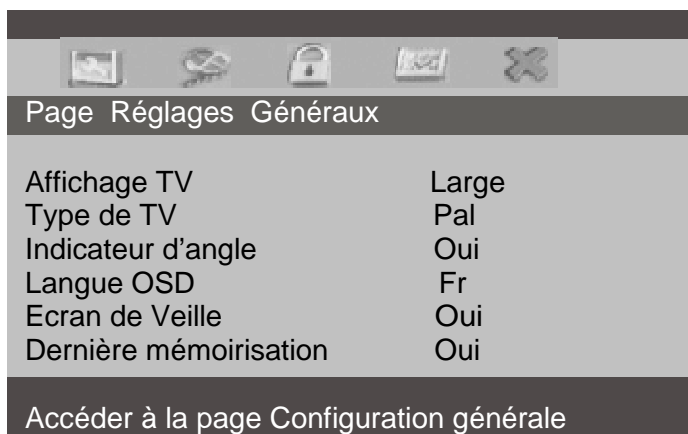 Page Réglages Généraux
Affichage TV Large
Type de TV Pal
Indicateur d’angle Oui
Langue OSD Fr
Ecran de Veille Oui
Dernière mémoirisation Oui
Accéder à la page Configuration générale